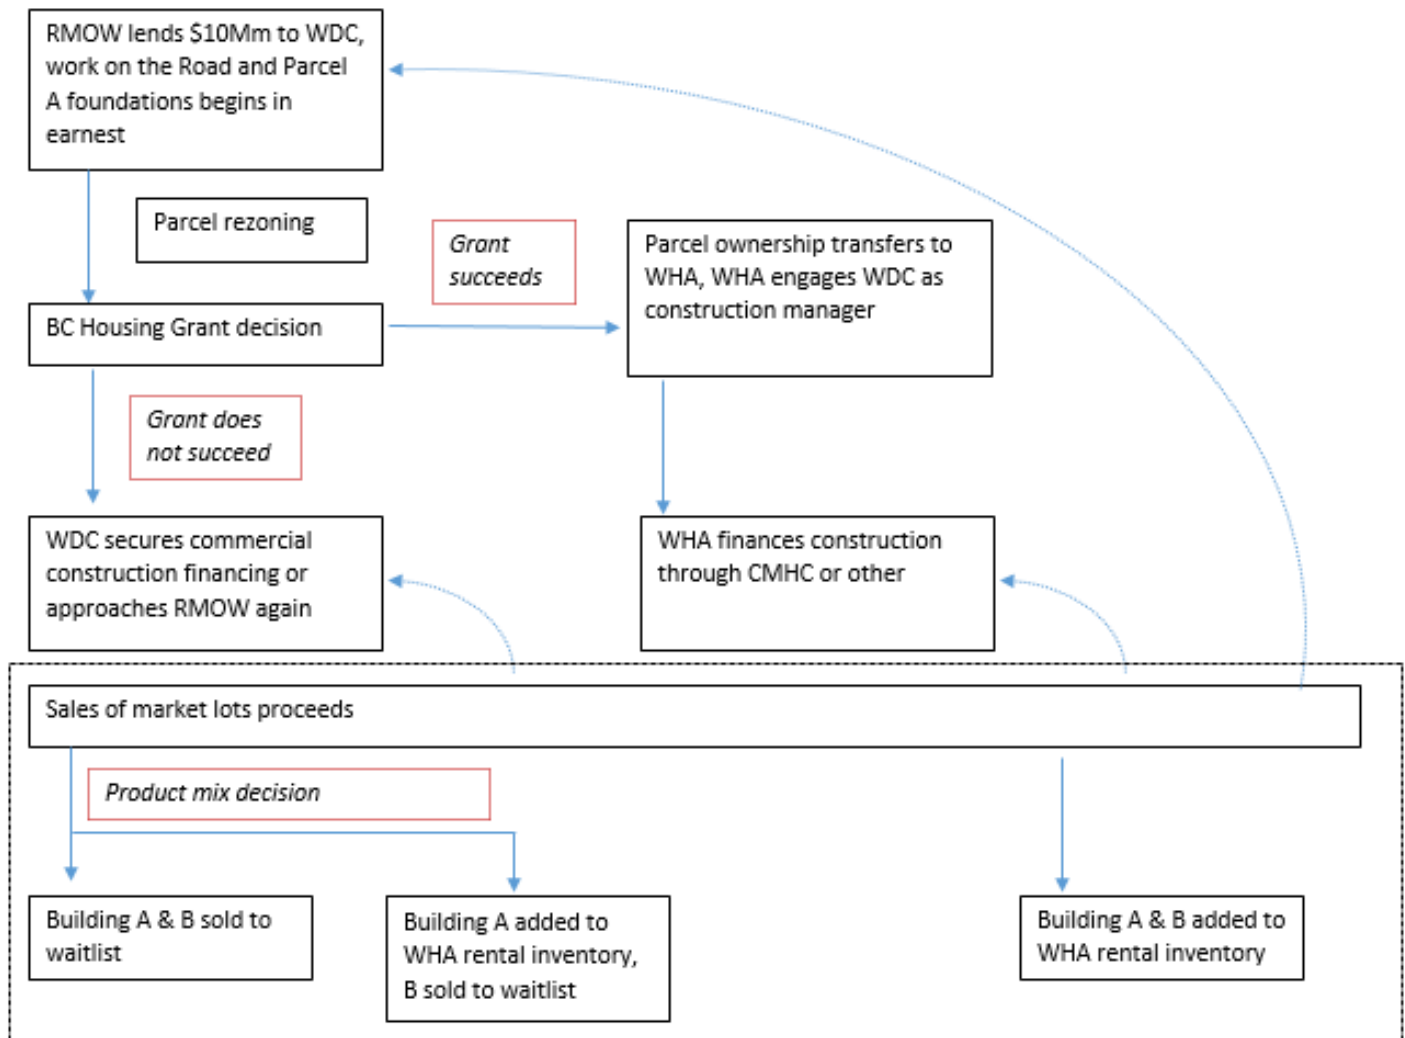 RMOW lends $10Mm to WDC,
work on the Road and Parcel
A foundations begins in
earnest
Parcel rezoning
Grant
succeeds
Parcel ownership transfers to
WHA, WHA engages WDC as
construction manager
BC Housing Grant decision
Grant does
not succeed
WDC secures commercial
construction financing or
approaches RMOW again
WHA finances construction
through CMHC or other
Sales of market lots proceeds
Product mix decision
Building A & B sold to
waitlist
Building A added to
WHA rental inventory,
B sold to waitlist
Building A & B added to
WHA rental inventory